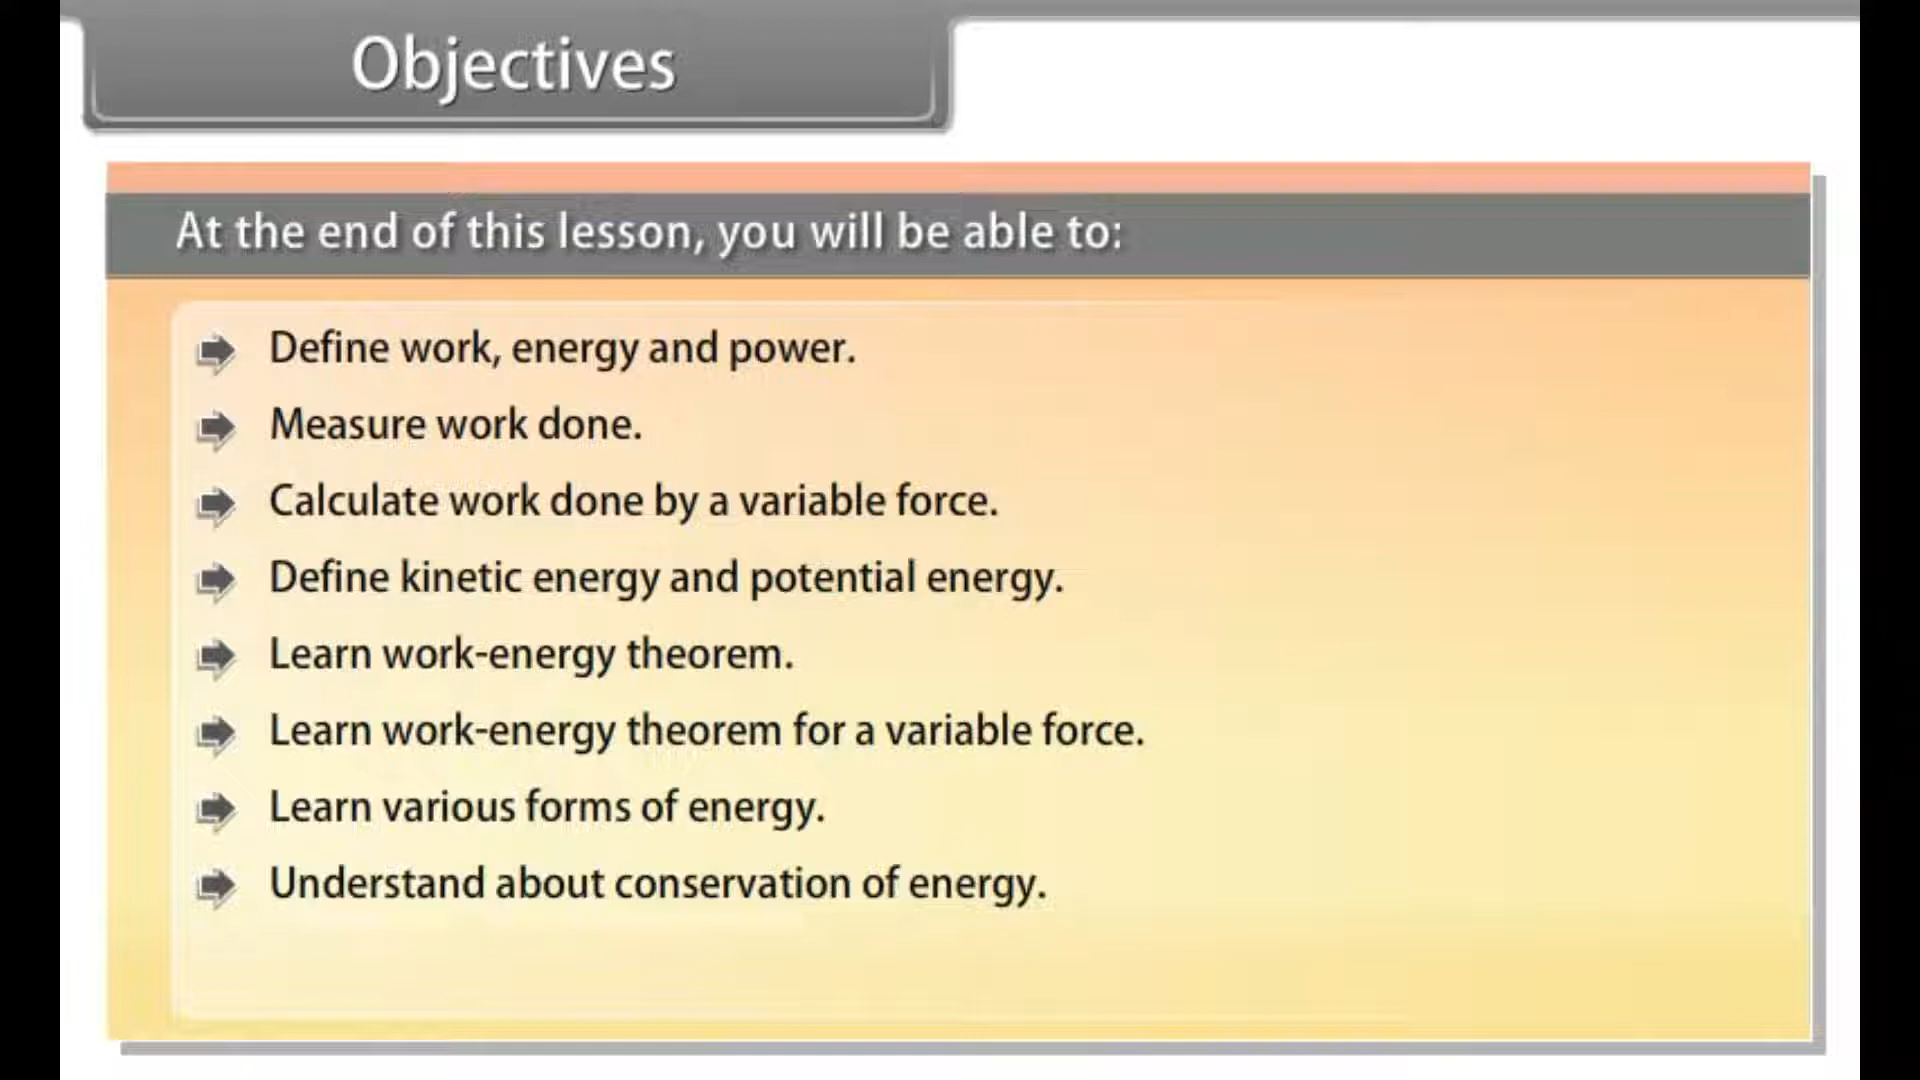 Objectives
At the end of this lesson, you will be able to:
Define work, energy and power.
Measure work done.
Calculate work done by a variable force.
Define kinetic energy and potential energy.
Learn work-energy theorem.
Learn work-energy theorem for a variable force.
Learn various forms of energy.
Understand about conservation of energy.